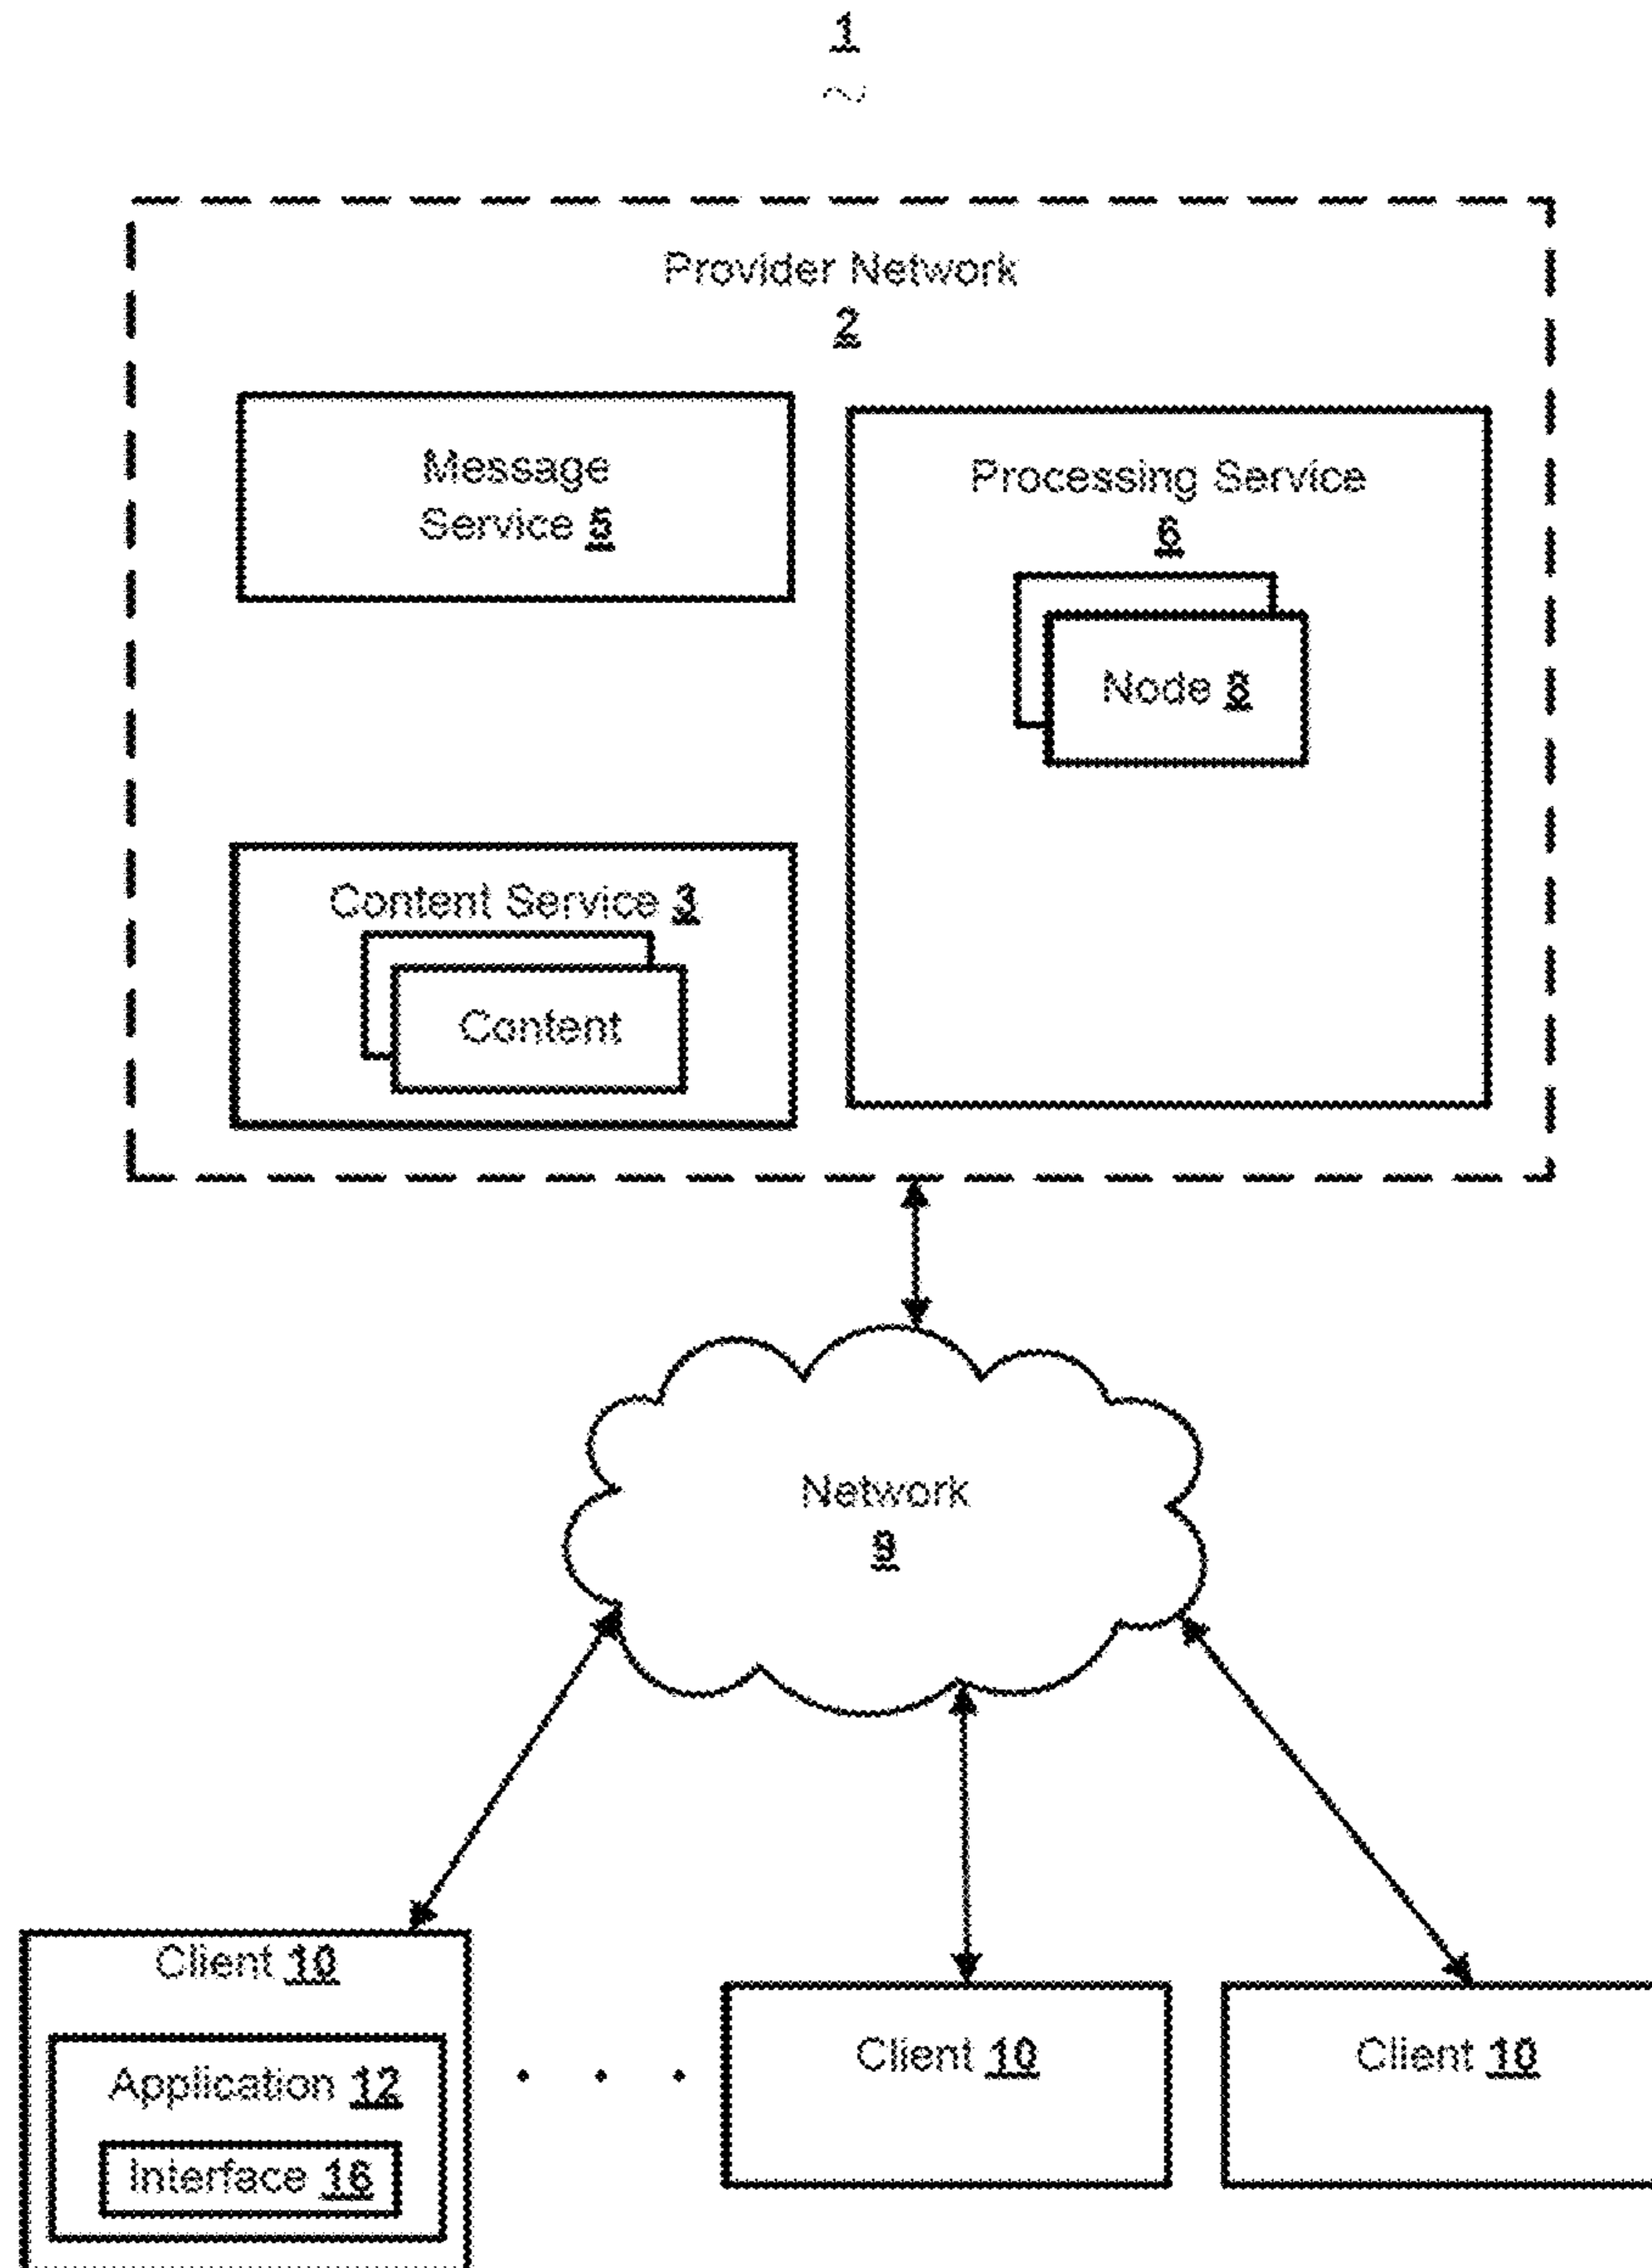 1
Provider Network
2
Message
Service 5
Processing Service
6
Node 8
Content Service 3
Content
Network
9
Client 10
Application 12
Interface 16
Client 10
Client 10